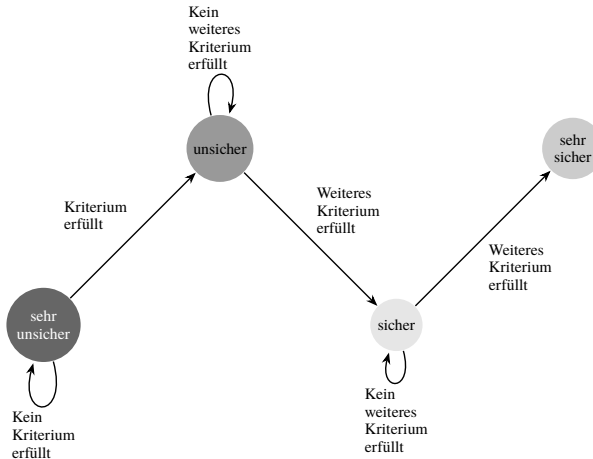 Kein
weiteres
Kriterium
erfüllt
unsicher
sehr
sicher
Kriterium
erfüllt
Weiteres
Kriterium
erfüllt
Weiteres
Kriterium
erfüllt
sehr
unsicher
sicher
Kein
Kriterium
erfüllt
Kein
weiteres
Kriterium
erfüllt